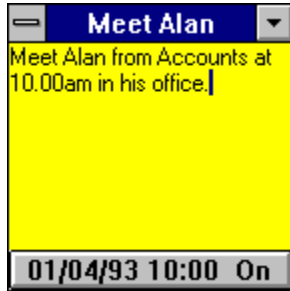 Meet Alan
Meet Alan from Accounts at
10.00am in his office.
01/04/93 10:00 On